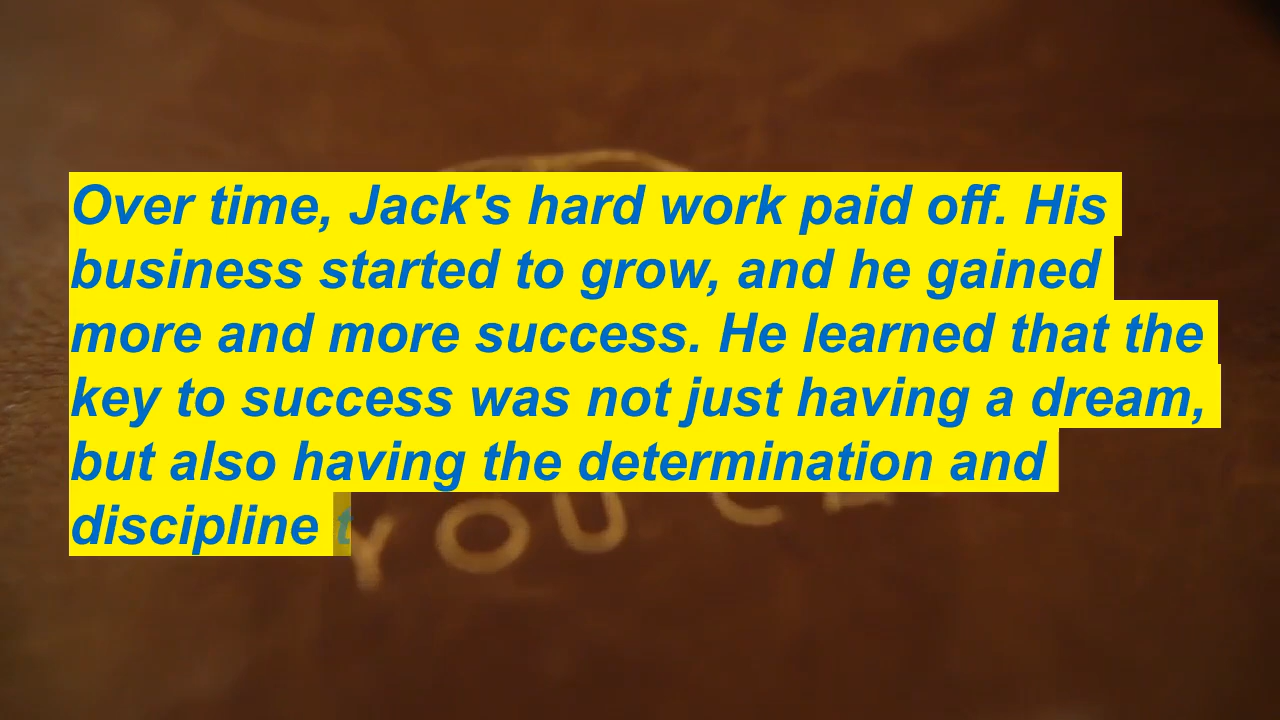 Over time, Jack's hard work paid off. His
business started to grow, and he gained
more and more success. He learned that the
key to success was not just having a dream,
but also having the determination and
discipline t
YOU